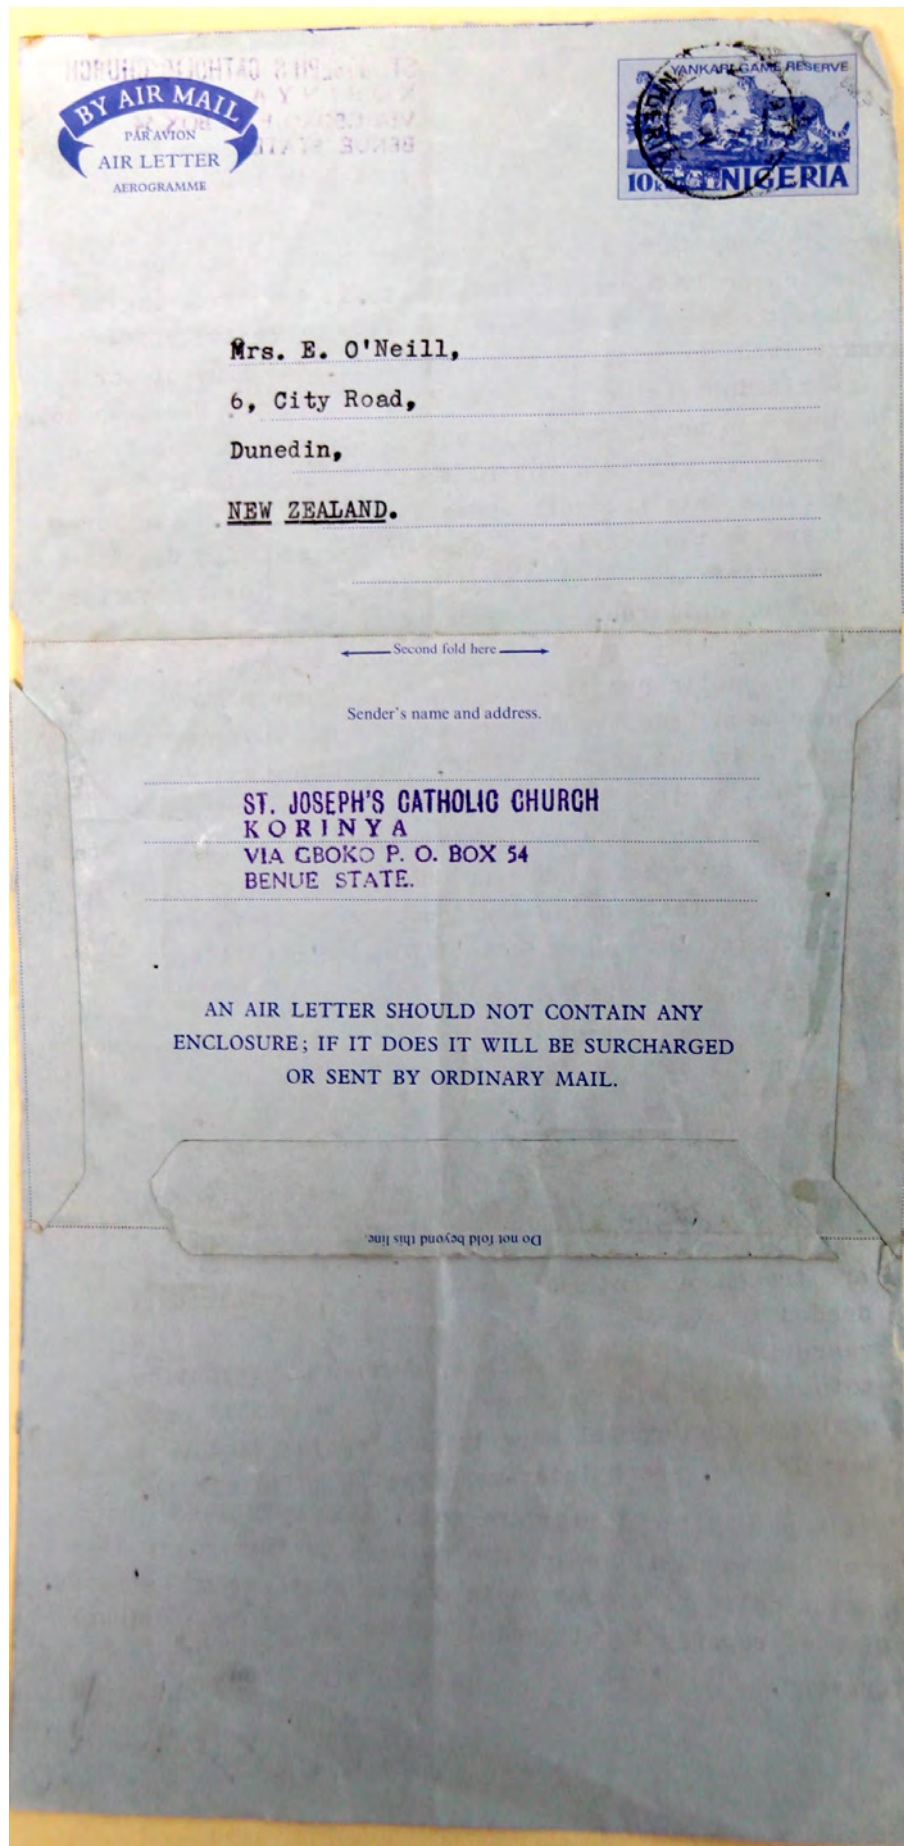 BY AIR MAIL
PAR AVION
AIR LETTER
AEROGRAMME
YANKARI GAME RESERVE
10k NIGERIA
Mrs. E. O'Neill,
6, City Road,
Dunedin,
NEW ZEALAND.
Second fold here
Sender's name and address.
ST. JOSEPH'S CATHOLIC CHURCH
KORINYA
VIA GBOKO P. O. BOX 54
BENUE STATE.
AN AIR LETTER SHOULD NOT CONTAIN ANY
ENCLOSURE; IF IT DOES IT WILL BE SURCHARGED
OR SENT BY ORDINARY MAIL.
Do not fold beyond this line.